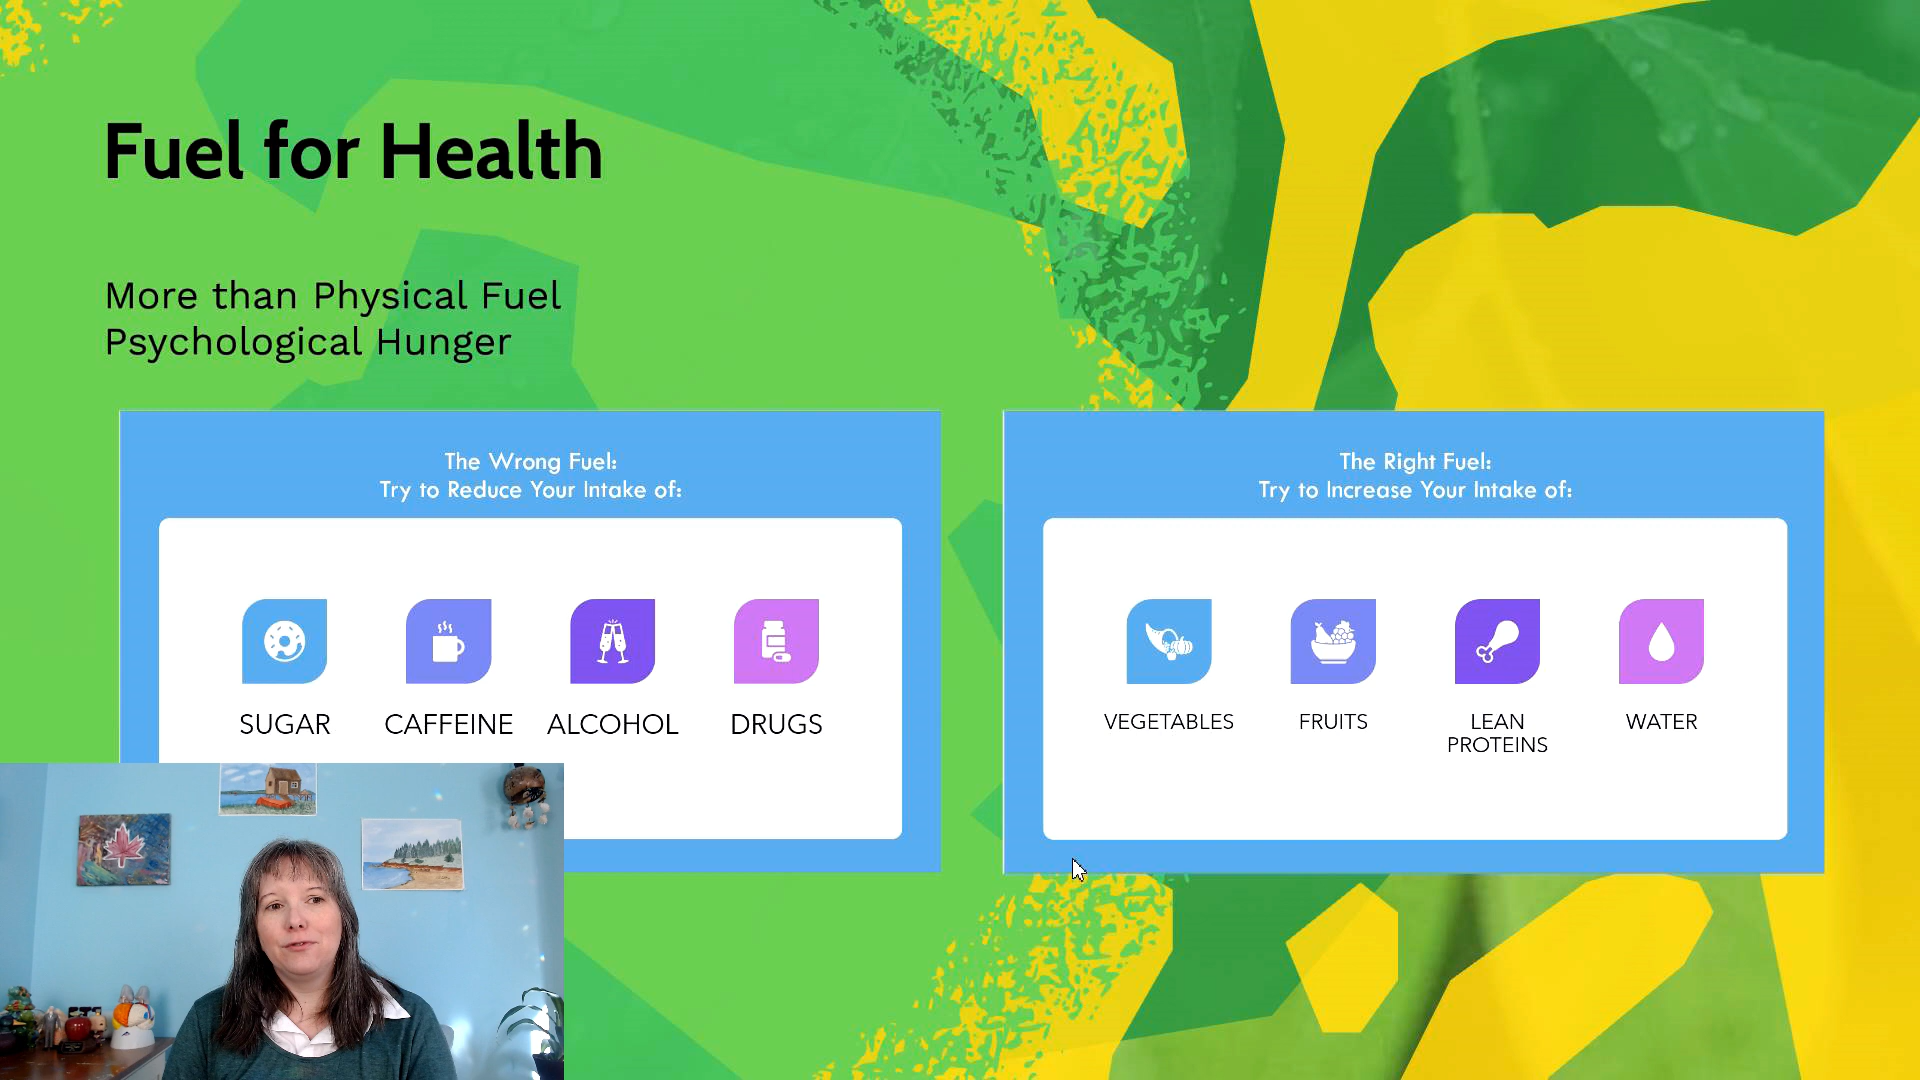 Fuel for Health
More than Physical Fuel
Psychological Hunger
The Wrong Fuel:
Try to Reduce Your Intake of:
SUGAR
CAFFEINE
ALCOHOL
DRUGS
The Right Fuel:
Try to Increase Your Intake of:
VEGETABLES
FRUITS
LEAN
PROTEINS
WATER